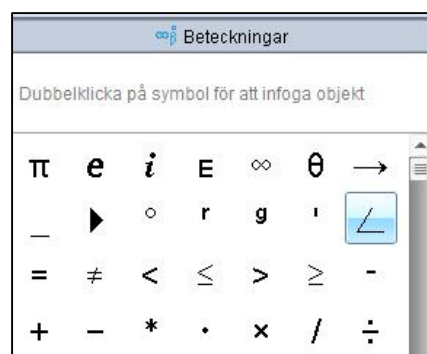 ∞β° Beteckningar
Dubbelklicka på symbol för att infoga objekt
π e i E ∞ θ →
_ ▶ ° r g ' ∠
= ≠ < ≤ > ≥ -
+ − * · × / ÷